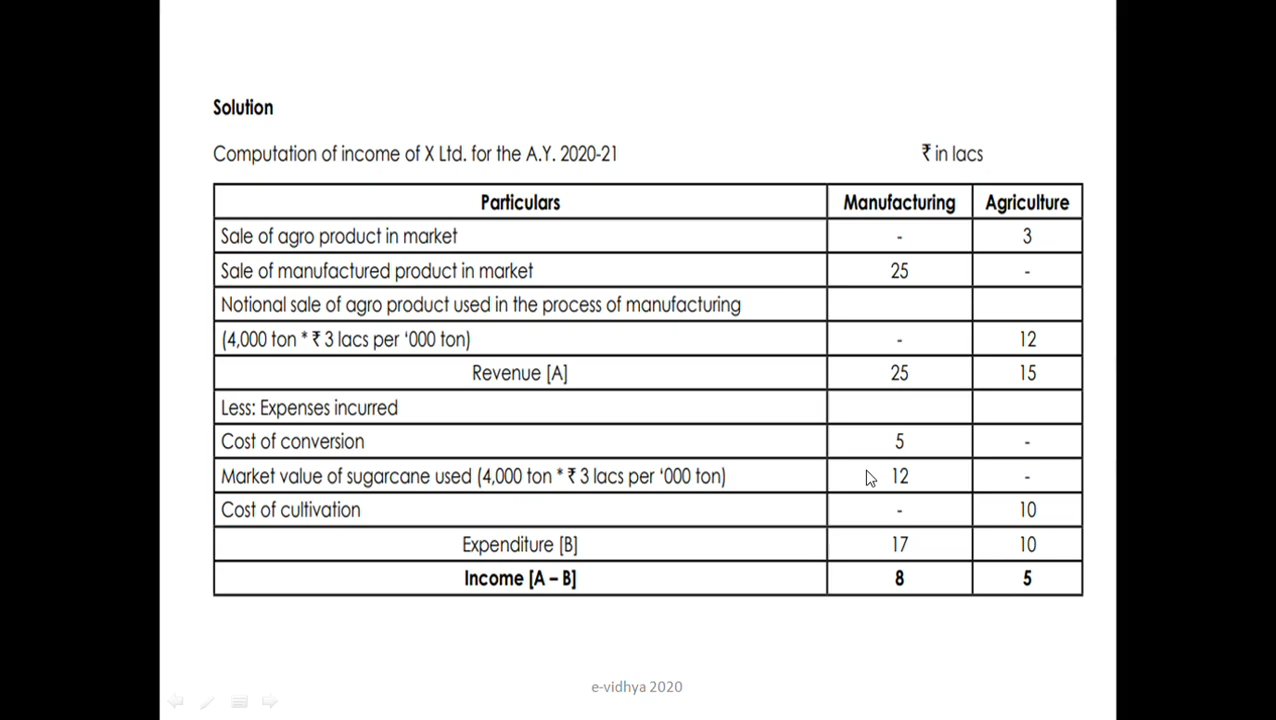 Solution
Computation of income of X Ltd. for the A.Y. 2020-21 ₹ in lacs
Particulars Manufacturing Agriculture
Sale of agro product in market - 3
Sale of manufactured product in market 25 -
Notional sale of agro product used in the process of manufacturing
(4,000 ton * ₹ 3 lacs per ‘000 ton) - 12
Revenue [A] 25 15
Less: Expenses incurred
Cost of conversion 5 -
Market value of sugarcane used (4,000 ton * ₹ 3 lacs per ‘000 ton) 12 -
Cost of cultivation - 10
Expenditure [B] 17 10
Income [A – B] 8 5
e-vidhya 2020